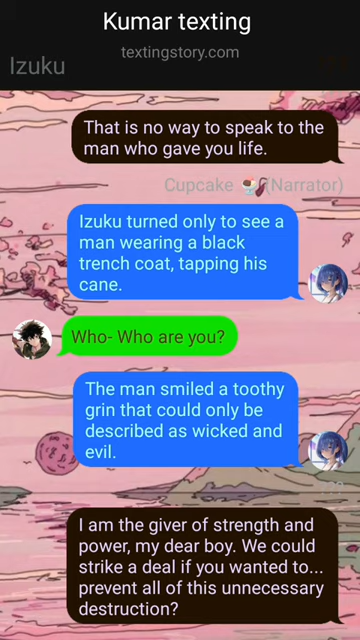 Kumar texting
textingstory.com
Izuku
That is no way to speak to the
man who gave you life.
Cupcake 🍨🌶️(Narrator)
Izuku turned only to see a
man wearing a black
trench coat, tapping his
cane.
Who- Who are you?
The man smiled a toothy
grin that could only be
described as wicked and
evil.
I am the giver of strength and
power, my dear boy. We could
strike a deal if you wanted to...
prevent all of this unnecessary
destruction?